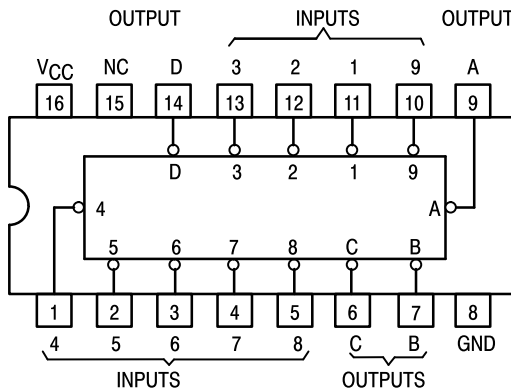 OUTPUT INPUTS OUTPUT
VCC NC D 3 2 1 9 A
16 15 14 13 12 11 10 9
D 3 2 1 9
4 A
5 6 7 8 C B
1 2 3 4 5 6 7 8
4 5 6 7 8 C B GND
INPUTS OUTPUTS